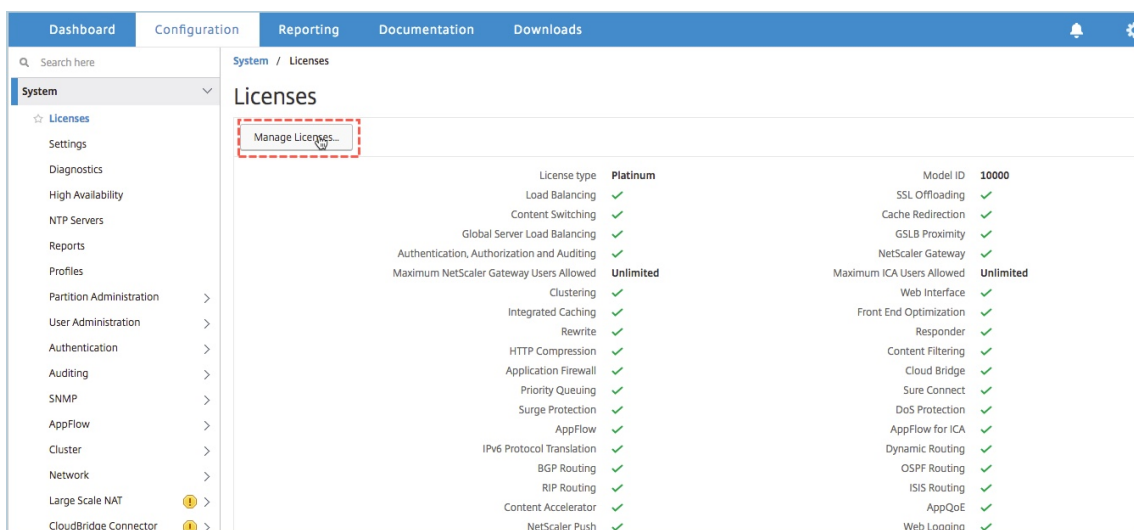 Dashboard Configuration Reporting Documentation Downloads
Search here
System
Licenses
Settings
Diagnostics
High Availability
NTP Servers
Reports
Profiles
Partition Administration
User Administration
Authentication
Auditing
SNMP
AppFlow
Cluster
Network
Large Scale NAT
CloudBridge Connector
System / Licenses
Licenses
Manage Licenses...
License type Platinum Model ID 10000
Load Balancing SSL Offloading
Content Switching Cache Redirection
Global Server Load Balancing GSLB Proximity
Authentication, Authorization and Auditing NetScaler Gateway
Maximum NetScaler Gateway Users Allowed Unlimited Maximum ICA Users Allowed Unlimited
Clustering Web Interface
Integrated Caching Front End Optimization
Rewrite Responder
HTTP Compression Content Filtering
Application Firewall Cloud Bridge
Priority Queuing Sure Connect
Surge Protection DoS Protection
AppFlow AppFlow for ICA
IPv6 Protocol Translation Dynamic Routing
BGP Routing OSPF Routing
RIP Routing ISIS Routing
Content Accelerator AppQoE
NetScaler Push Web Logging